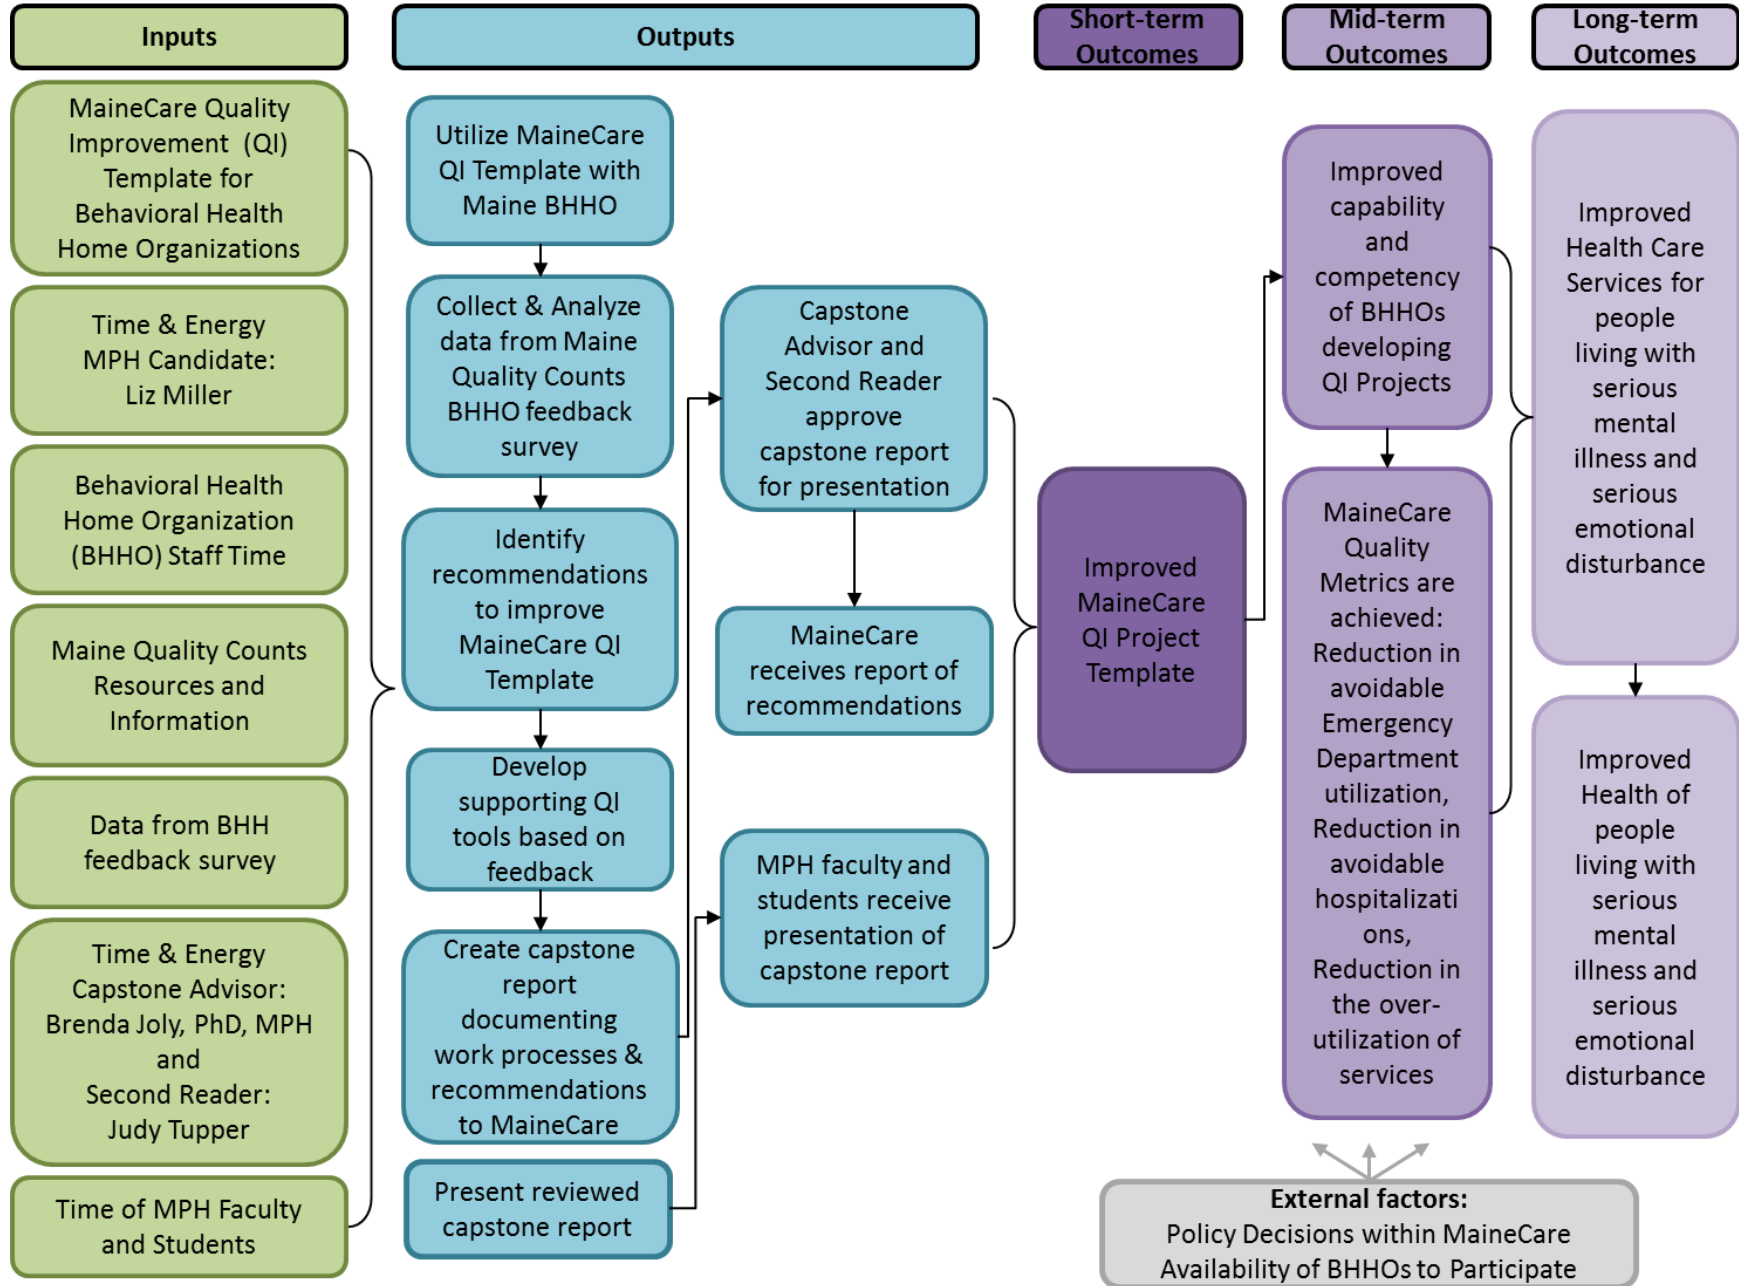 Inputs
Outputs
Short-term
Outcomes
Mid-term
Outcomes
Long-term
Outcomes
MaineCare Quality
Improvement (QI)
Template for
Behavioral Health
Home Organizations
Time & Energy
MPH Candidate:
Liz Miller
Behavioral Health
Home Organization
(BHHO) Staff Time
Maine Quality Counts
Resources and
Information
Data from BHH
feedback survey
Time & Energy
Capstone Advisor:
Brenda Joly, PhD, MPH
and
Second Reader:
Judy Tupper
Time of MPH Faculty
and Students
Utilize MaineCare
QI Template with
Maine BHHO
Collect & Analyze
data from Maine
Quality Counts
BHHO feedback
survey
Identify
recommendations
to improve
MaineCare QI
Template
Develop
supporting QI
tools based on
feedback
Create capstone
report
documenting
work processes &
recommendations
to MaineCare
Present reviewed
capstone report
Capstone
Advisor and
Second Reader
approve
capstone report
for presentation
MaineCare
receives report of
recommendations
MPH faculty and
students receive
presentation of
capstone report
Improved
MaineCare
QI Project
Template
Improved
capability
and
competency
of BHHOs
developing
QI Projects
MaineCare
Quality
Metrics are
achieved:
Reduction in
avoidable
Emergency
Department
utilization,
Reduction in
avoidable
hospitalizati
ons,
Reduction in
the over-
utilization of
services
Improved
Health Care
Services for
people
living with
serious
mental
illness and
serious
emotional
disturbance
Improved
Health of
people
living with
serious
mental
illness and
serious
emotional
disturbance
External factors:
Policy Decisions within MaineCare
Availability of BHHOs to Participate